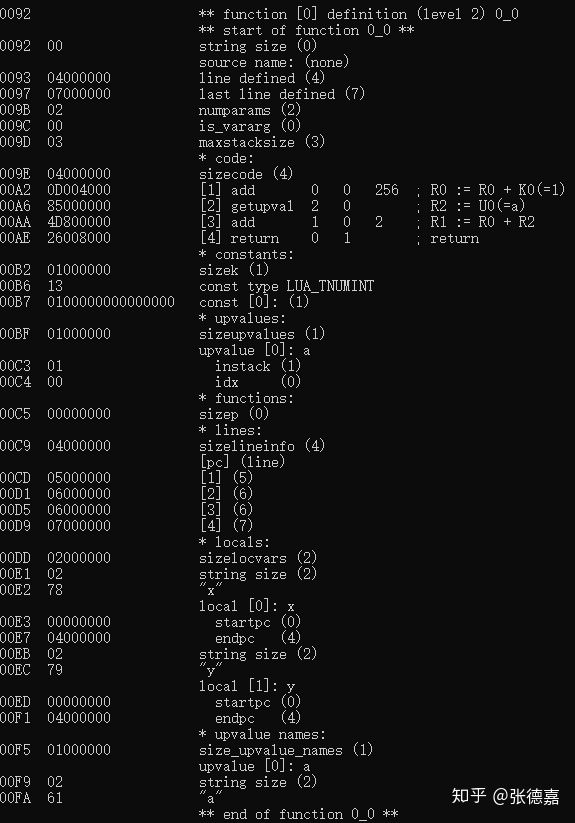 0092 ** function [0] definition (level 2) 0_0
** start of function 0_0 **
0092 00 string size (0)
source name: (none)
0093 04000000 line defined (4)
0097 07000000 last line defined (7)
009B 02 numparams (2)
009C 00 is_vararg (0)
009D 03 maxstacksize (3)
* code:
009E 04000000 sizecode (4)
00A2 0D004000 [1] add 0 0 256 ; R0 := R0 + K0(=1)
00A6 85000000 [2] getupval 2 0 ; R2 := U0(=a)
00AA 4D800000 [3] add 1 0 2 ; R1 := R0 + R2
00AE 26008000 [4] return 0 1 ; return
* constants:
00B2 01000000 sizek (1)
00B6 13 const type LUA_TNUMINT
00B7 0100000000000000 const [0]: (1)
* upvalues:
00BF 01000000 sizeupvalues (1)
upvalue [0]: a
00C3 01 instack (1)
00C4 00 idx (0)
* functions:
00C5 00000000 sizep (0)
* lines:
00C9 04000000 sizelineinfo (4)
[pc] (line)
00CD 05000000 [1] (5)
00D1 06000000 [2] (6)
00D5 06000000 [3] (6)
00D9 07000000 [4] (7)
* locals:
00DD 02000000 sizelocvars (2)
00E1 02 string size (2)
00E2 78 "x"
local [0]: x
00E3 00000000 startpc (0)
00E7 04000000 endpc (4)
00EB 02 string size (2)
00EC 79 "y"
local [1]: y
00ED 00000000 startpc (0)
00F1 04000000 endpc (4)
* upvalue names:
00F5 01000000 size_upvalue_names (1)
upvalue [0]: a
00F9 02 string size (2)
00FA 61 "a"
** end of function 0_0 **
知乎 @张德嘉